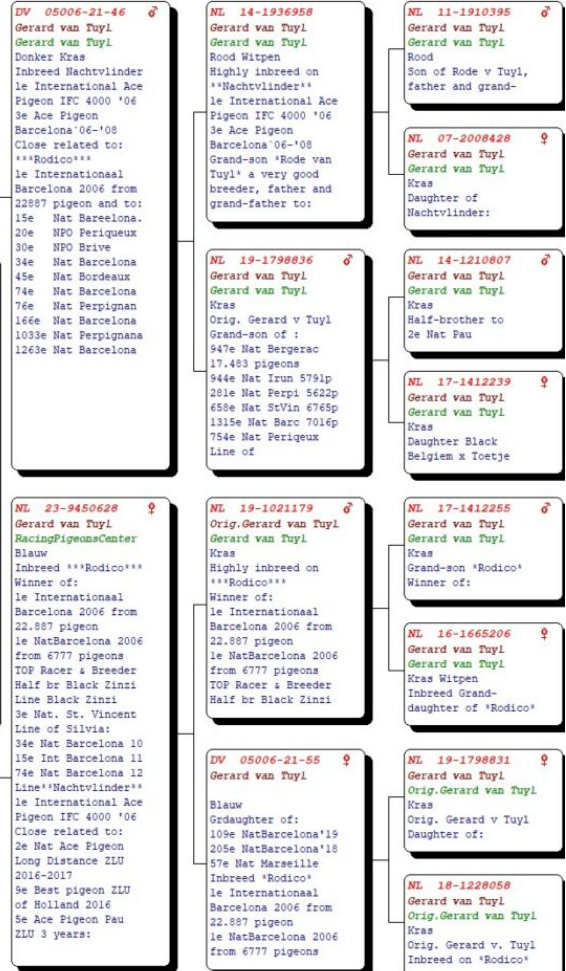 DV 05006-21-46 ♂
Gerard van Tuyl
Gerard van Tuyl
Donker Kras
Inbreed Nachtvlinder
1e International Ace
Pigeon IFC 4000 '06
3e Ace Pigeon
Barcelona`06-'08
Close related to:
***Rodico***
1e Internationaal
Barcelona 2006 from
22887 pigeon and to:
15e Nat Bareelona.
20e NPO Periqueux
30e NPO Brive
34e Nat Barcelona
45e Nat Bordeaux
74e Nat Barcelona
76e Nat Perpignan
166e Nat Barcelona
1033e Nat Perpignana
1263e Nat Barcelona
NL 23-9450628 ♀
Gerard van Tuyl
RacingPigeonsCenter
Blauw
Inbreed ***Rodico***
Winner of:
1e Internationaal
Barcelona 2006 from
22.887 pigeon
1e NatBarcelona 2006
from 6777 pigeons
TOP Racer & Breeder
Half br Black Zinzi
Line Black Zinzi
3e Nat. St. Vincent
Line of Silvia:
34e Nat Barcelona 10
15e Int Barcelona 11
74e Nat Barcelona 12
Line**Nachtvlinder**
1e International Ace
Pigeon IFC 4000 '06
Close related to:
2e Nat Ace Pigeon
Long Distance ZLU
2016-2017
9e Best pigeon ZLU
of Holland 2016
5e Ace Pigeon Pau
ZLU 3 years:
NL 14-1936958
Gerard van Tuyl
Gerard van Tuyl
Rood Witpen
Highly inbreed on
**Nachtvlinder**
1e International Ace
Pigeon IFC 4000 '06
3e Ace Pigeon
Barcelona`06-'08
Grand-son *Rode van
Tuyl* a very good
breeder, father and
grand-father to:
NL 19-1798836 ♂
Gerard van Tuyl
Gerard van Tuyl
Kras
Orig. Gerard v Tuyl
Grand-son of :
947e Nat Bergerac
17.483 pigeons
944e Nat Irun 5791p
281e Nat Perpi 5622p
658e Nat StVin 6765p
1315e Nat Barc 7016p
754e Nat Periqeux
Line of
NL 19-1021179 ♂
Orig.Gerard van Tuyl
Gerard van Tuyl
Kras
Highly inbreed on
***Rodico***
Winner of:
1e Internationaal
Barcelona 2006 from
22.887 pigeon
1e NatBarcelona 2006
from 6777 pigeons
TOP Racer & Breeder
Half br Black Zinzi
DV 05006-21-55 ♀
Gerard van Tuyl
Blauw
Grdaughter of:
109e NatBarcelona'19
205e NatBarcelona'18
57e Nat Marseille
Inbreed *Rodico*
1e Internationaal
Barcelona 2006 from
22.887 pigeon
1e NatBarcelona 2006
from 6777 pigeons
NL 11-1910395 ♂
Gerard van Tuyl
Gerard van Tuyl
Rood
Son of Rode v Tuyl,
father and grand-
NL 07-2008428 ♀
Gerard van Tuyl
Gerard van Tuyl
Kras
Daughter of
Nachtvlinder:
NL 14-1210807 ♂
Gerard van Tuyl
Gerard van Tuyl
Kras
Half-brother to
2e Nat Pau
NL 17-1412239 ♀
Gerard van Tuyl
Gerard van Tuyl
Kras
Daughter Black
Belgiem x Toetje
NL 17-1412255 ♂
Gerard van Tuyl
Gerard van Tuyl
Kras
Grand-son *Rodico*
Winner of:
NL 16-1665206 ♀
Gerard van Tuyl
Gerard van Tuyl
Kras Witpen
Inbreed Grand-
daughter of *Rodico*
NL 19-1798831 ♀
Gerard van Tuyl
Orig.Gerard van Tuyl
Kras
Orig. Gerard v Tuyl
Daughter of:
NL 18-1228058
Gerard van Tuyl
Orig.Gerard van Tuyl
Kras
Orig. Gerard v. Tuyl
Inbreed on *Rodico*